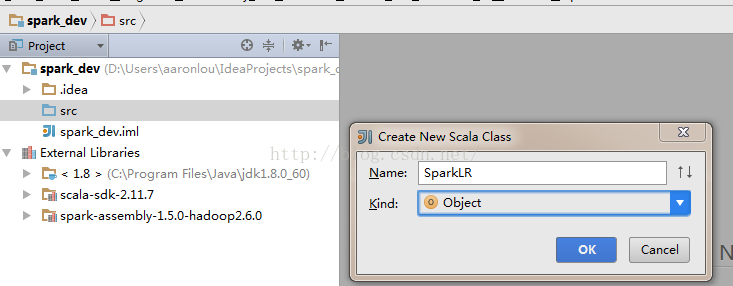 spark_dev src
Project
spark_dev (D:\Users\aaronlou\IdeaProjects\spark_d
.idea
src
spark_dev.iml
External Libraries
< 1.8 > (C:\Program Files\Java\jdk1.8.0_60)
scala-sdk-2.11.7
spark-assembly-1.5.0-hadoop2.6.0
Create New Scala Class
http://blog.csdn.net/
Name: SparkLR
Kind: Object
OK Cancel
N